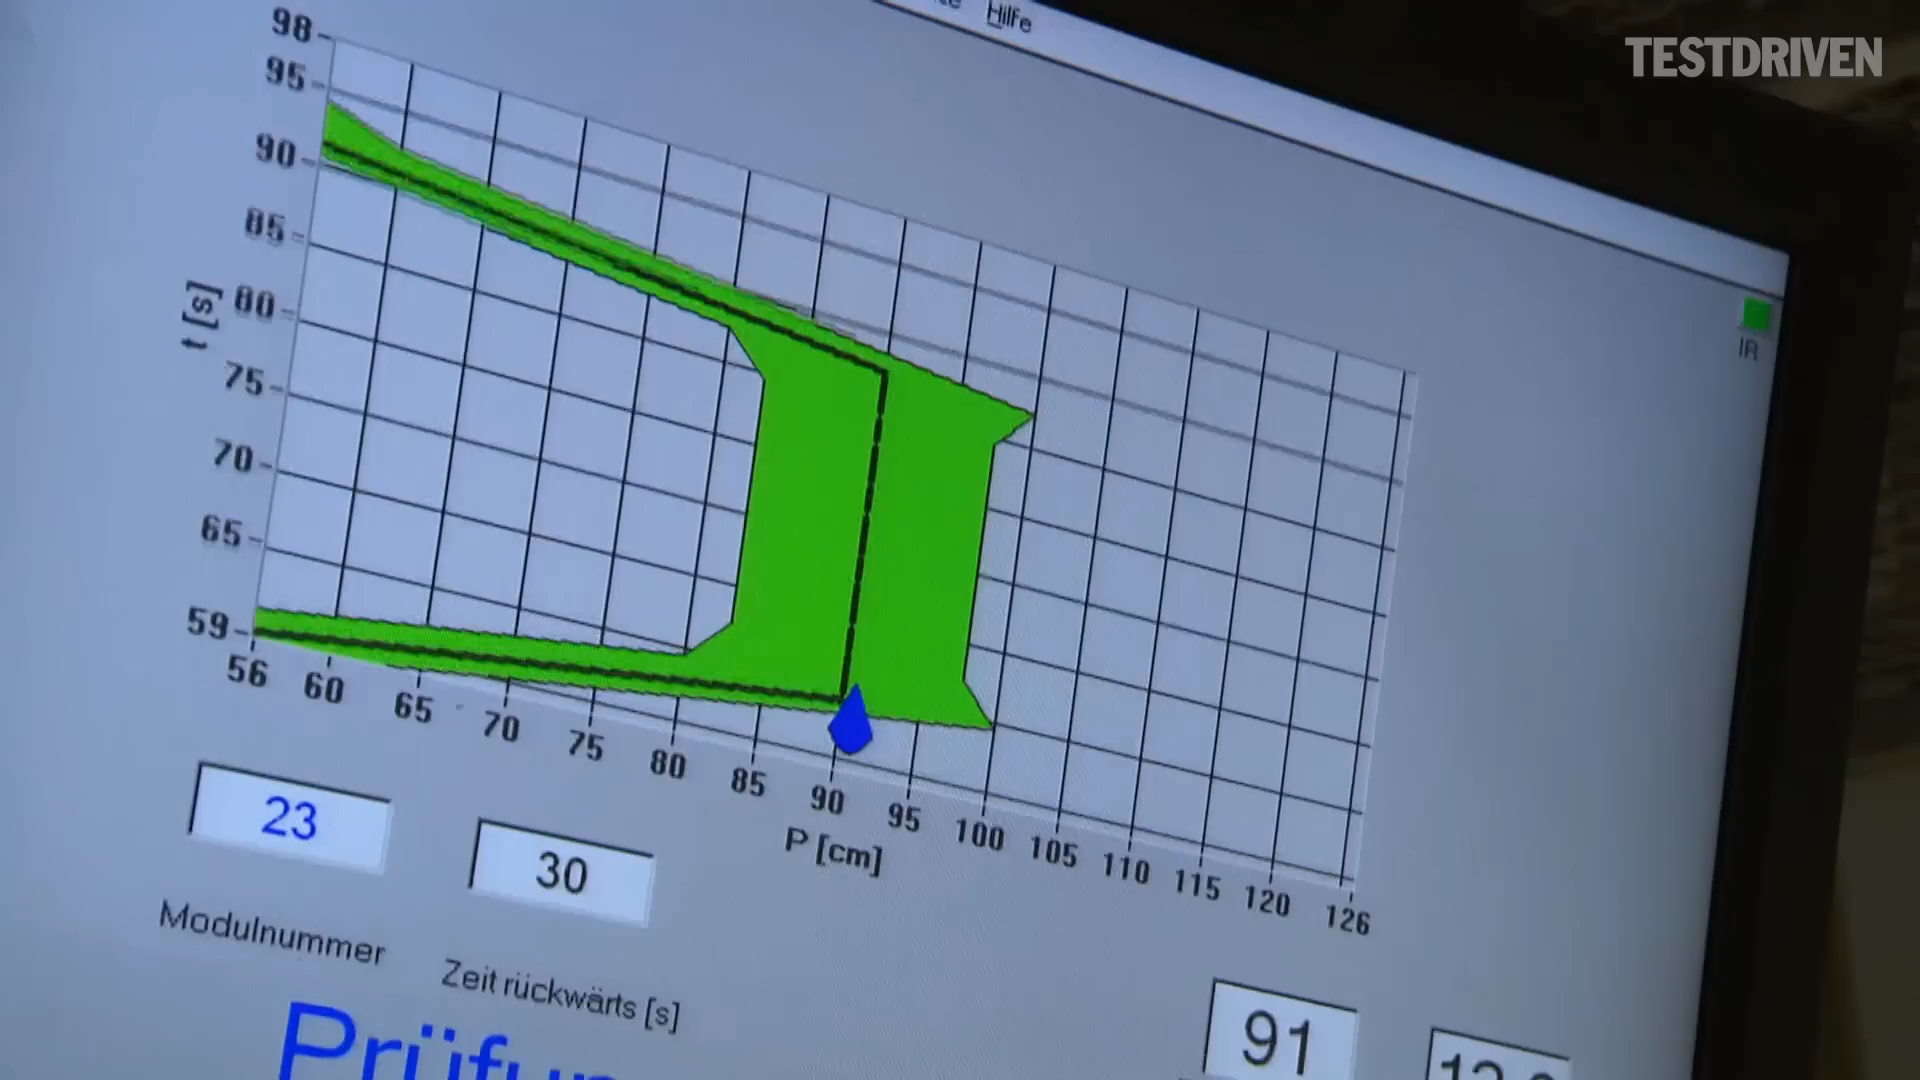 Hilfe
TESTDRIVEN
98
95
90
85
80
75
70
65
59
t [s]
IR
56 60 65 70 75 80 85 90 95 100 105 110 115 120 126
P [cm]
23
30
Modulnummer
Zeit rückwärts [s]
91